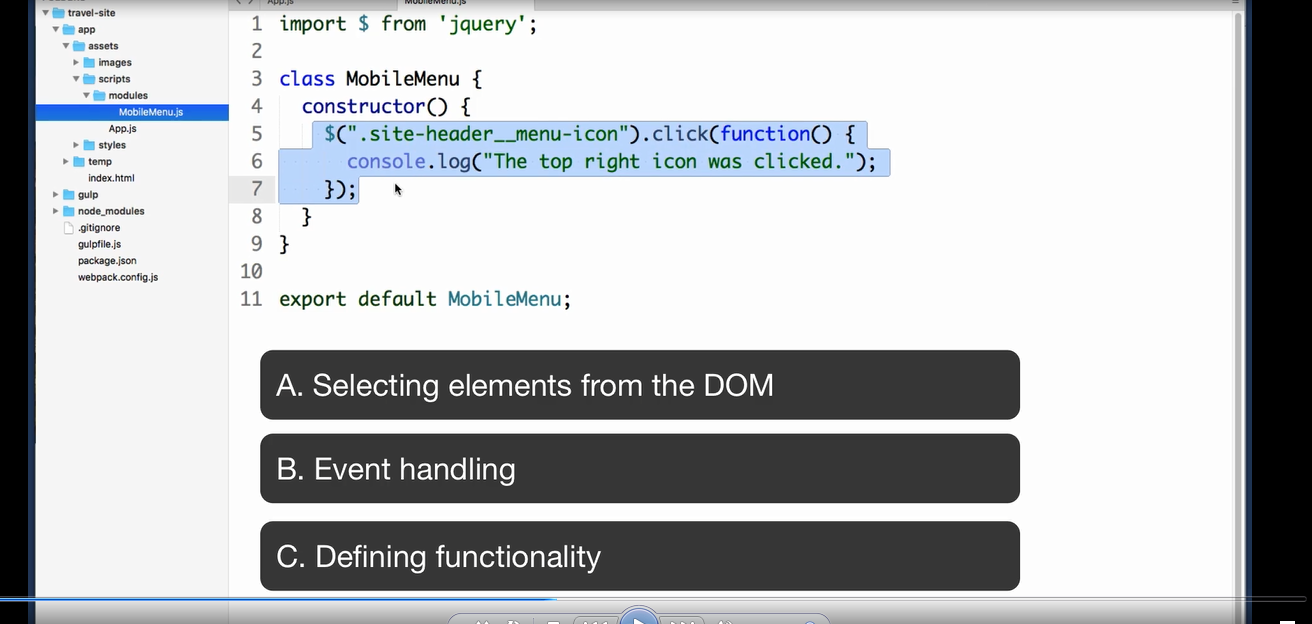 App.js
MobileMenu.js
travel-site
app
assets
images
scripts
modules
MobileMenu.js
App.js
styles
temp
index.html
gulp
node_modules
.gitignore
gulpfile.js
package.json
webpack.config.js
1 import $ from 'jquery';
2
3 class MobileMenu {
4 constructor() {
5 $(".site-header__menu-icon").click(function() {
6 console.log("The top right icon was clicked.");
7 });
8 }
9 }
10
11 export default MobileMenu;
A. Selecting elements from the DOM
B. Event handling
C. Defining functionality